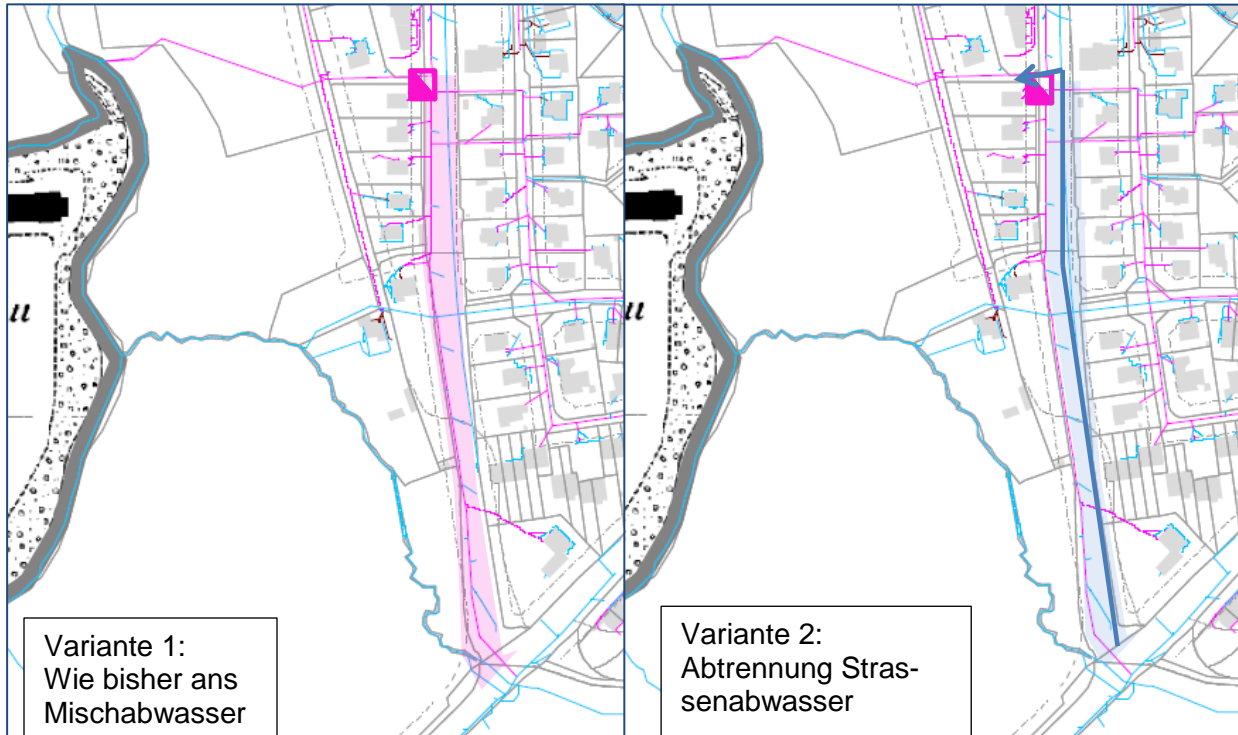 u
u
Variante 1:
Wie bisher ans
Mischabwasser
Variante 2:
Abtrennung Stras-
senabwasser